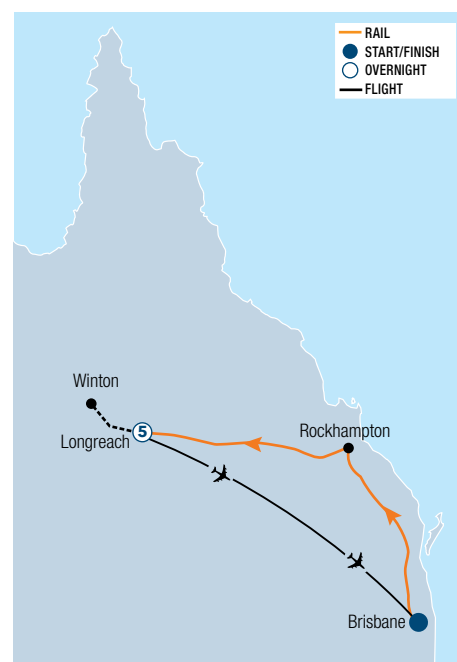 RAIL
START/FINISH
OVERNIGHT
FLIGHT
Winton
Longreach
5
Rockhampton
Brisbane